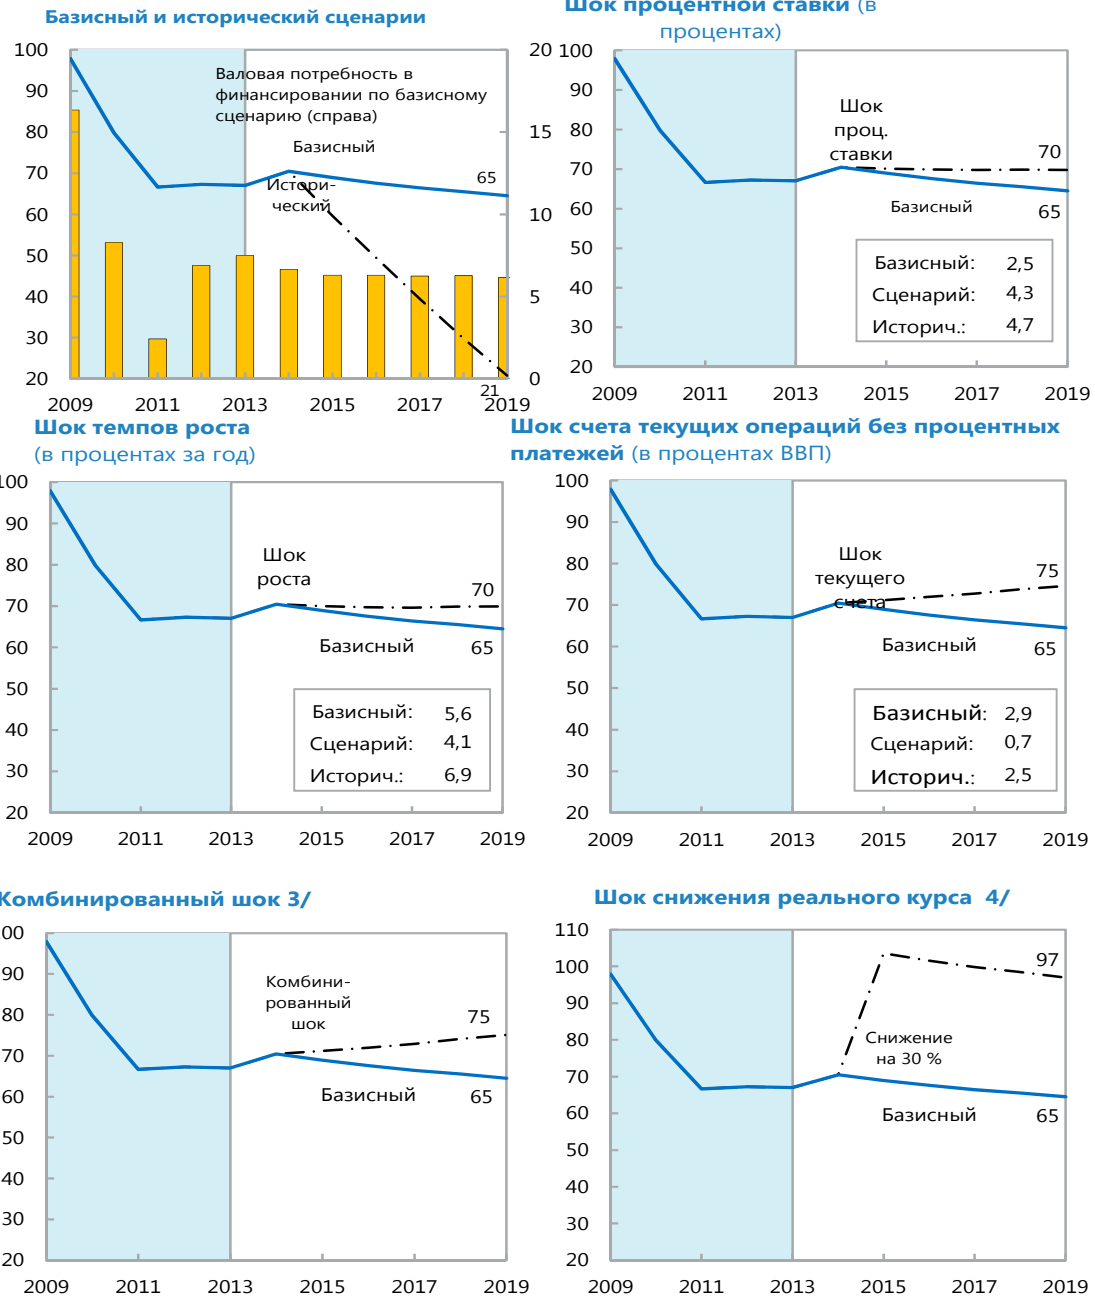 Базисный и исторический сценарии
100
90
80
70
60
50
40
30
20
20
15
10
5
0
Валовая потребность в
финансировании по базисному
сценарию (справа)
Базисный
65
Истори-
ческий
21
2009 2011 2013 2015 2017 2019
Шок процентной ставки (в
процентах)
100
90
80
70
60
50
40
30
20
Шок
проц.
ставки
70
Базисный
65
Базисный: 2,5
Сценарий: 4,3
Историч.: 4,7
2009 2011 2013 2015 2017 2019
Шок темпов роста
(в процентах за год)
100
90
80
70
60
50
40
30
20
Шок
роста
70
Базисный 65
Базисный: 5,6
Сценарий: 4,1
Историч.: 6,9
2009 2011 2013 2015 2017 2019
Шок счета текущих операций без процентных
платежей (в процентах ВВП)
100
90
80
70
60
50
40
30
20
Шок
текущего
счета
75
Базисный 65
Базисный: 2,9
Сценарий: 0,7
Историч.: 2,5
2009 2011 2013 2015 2017 2019
Комбинированный шок 3/
100
90
80
70
60
50
40
30
20
Комбини-
рованный
шок
75
Базисный 65
2009 2011 2013 2015 2017 2019
Шок снижения реального курса 4/
110
100
90
80
70
60
50
40
30
20
97
Снижение
на 30 %
Базисный 65
2009 2011 2013 2015 2017 2019